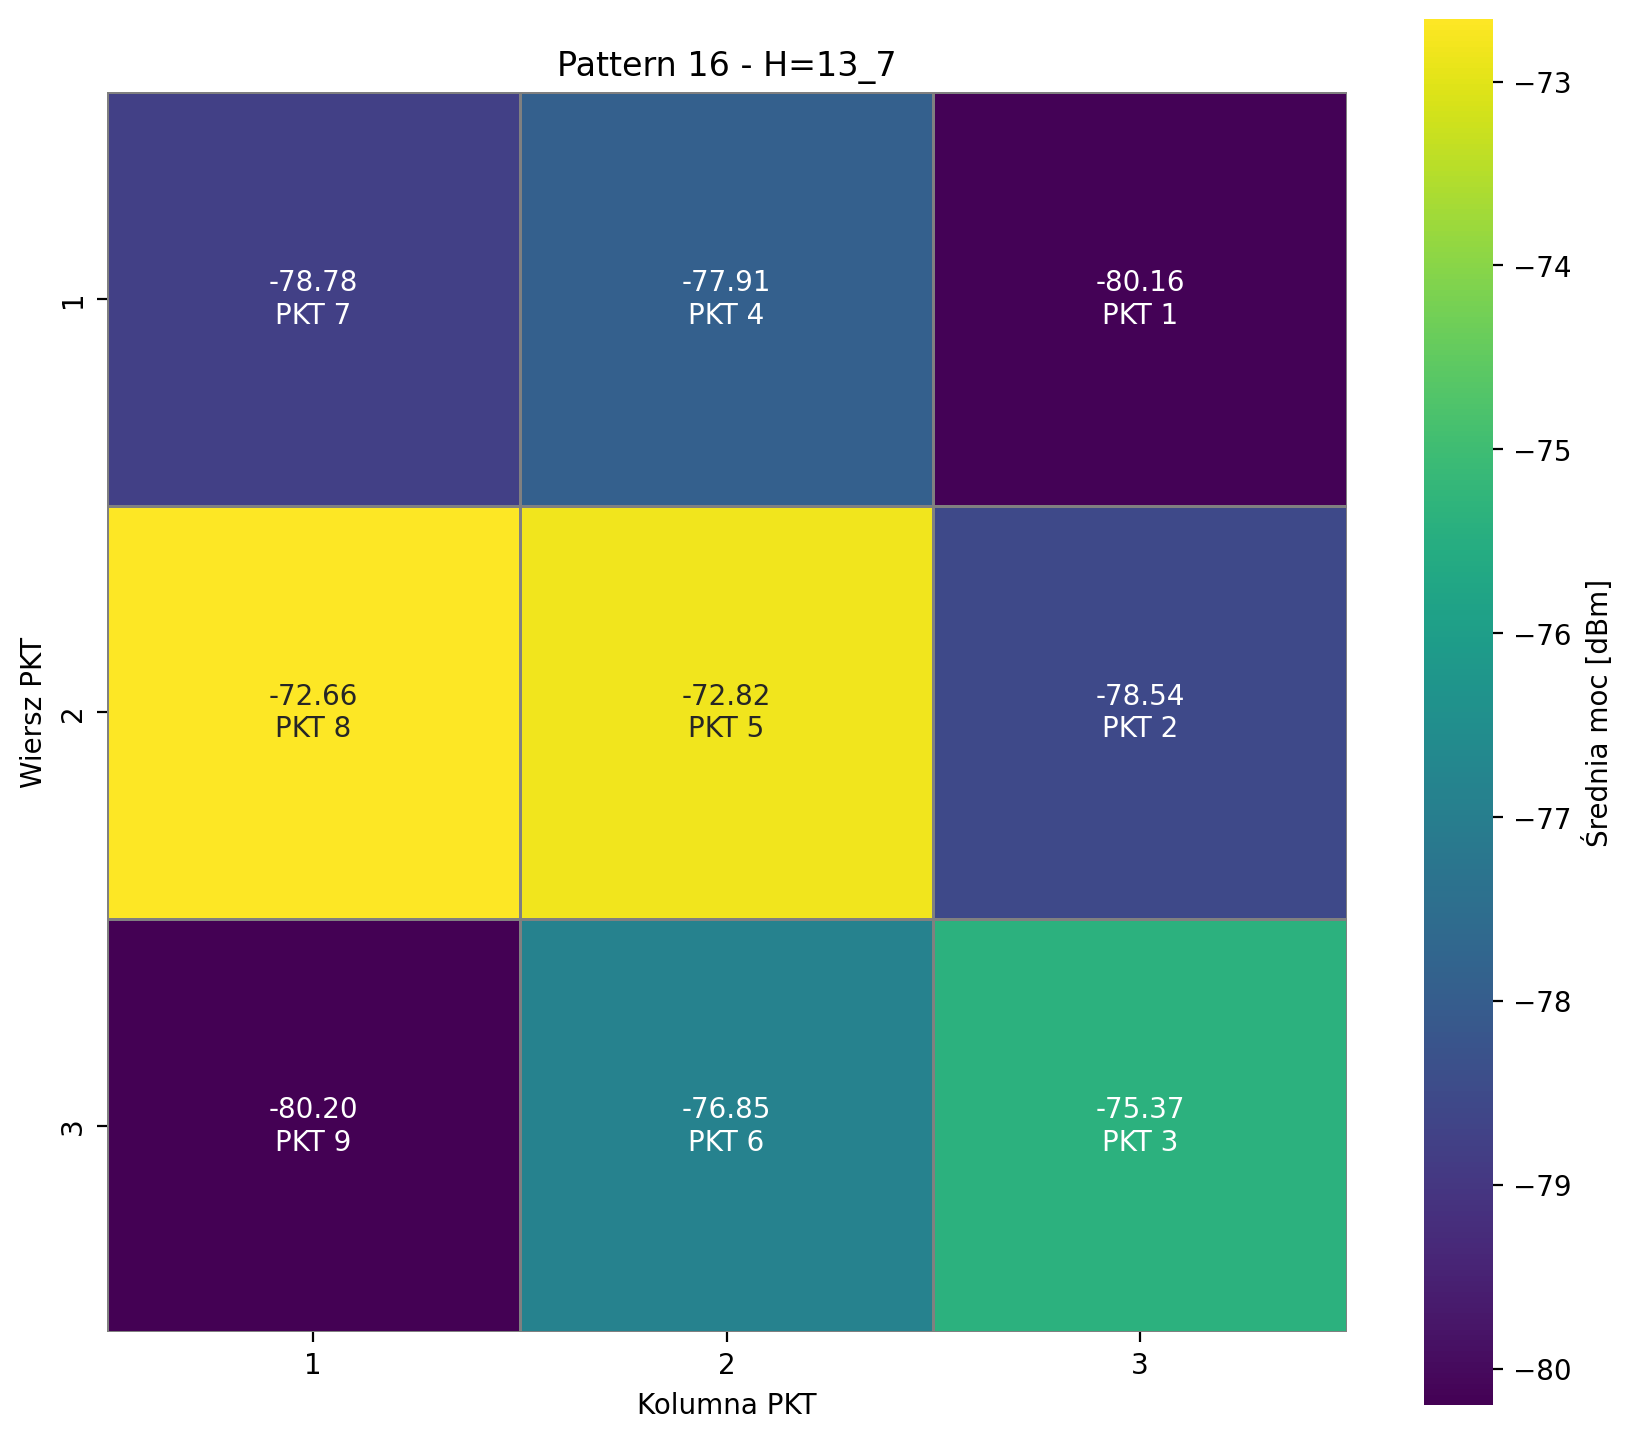 Pattern 16 - H=13_7
-78.78
PKT 7
-77.91
PKT 4
-80.16
PKT 1
-72.66
PKT 8
-72.82
PKT 5
-78.54
PKT 2
-80.20
PKT 9
-76.85
PKT 6
-75.37
PKT 3
1
2
3
Wiersz PKT
1
2
3
Kolumna PKT
−73
−74
−75
−76
−77
−78
−79
−80
Średnia moc [dBm]